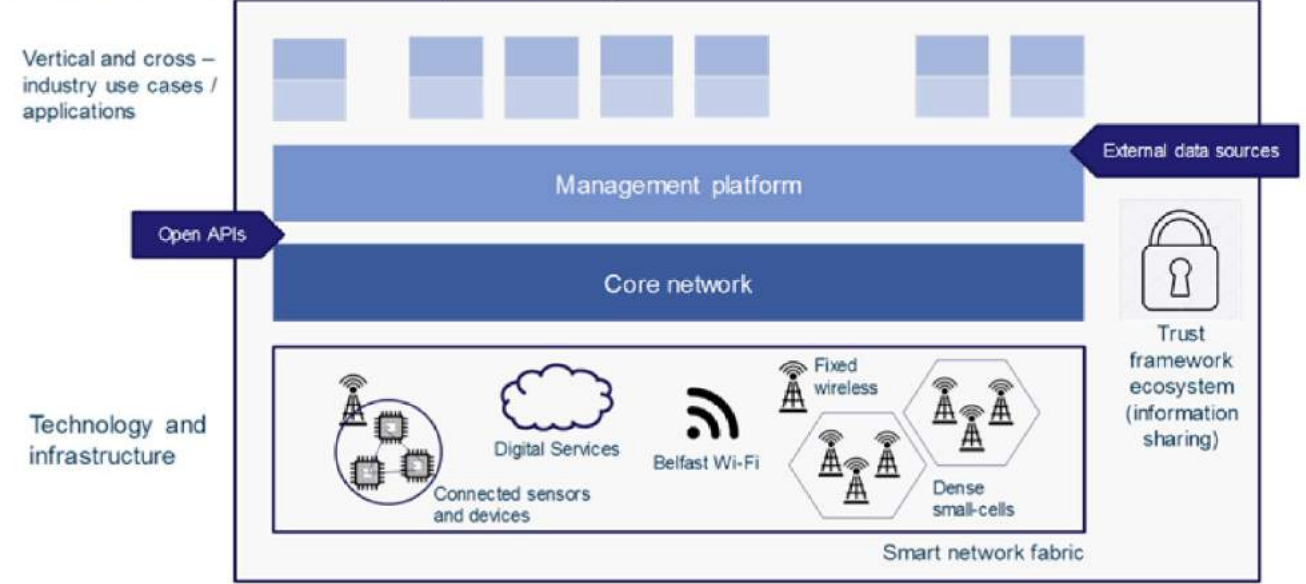 Vertical and cross –
industry use cases /
applications
External data sources
Management platform
Open APIs
Core network
Trust
framework
ecosystem
(information
sharing)
Technology and
infrastructure
Connected sensors
and devices
Digital Services
Belfast Wi-Fi
Fixed
wireless
Dense
small-cells
Smart network fabric